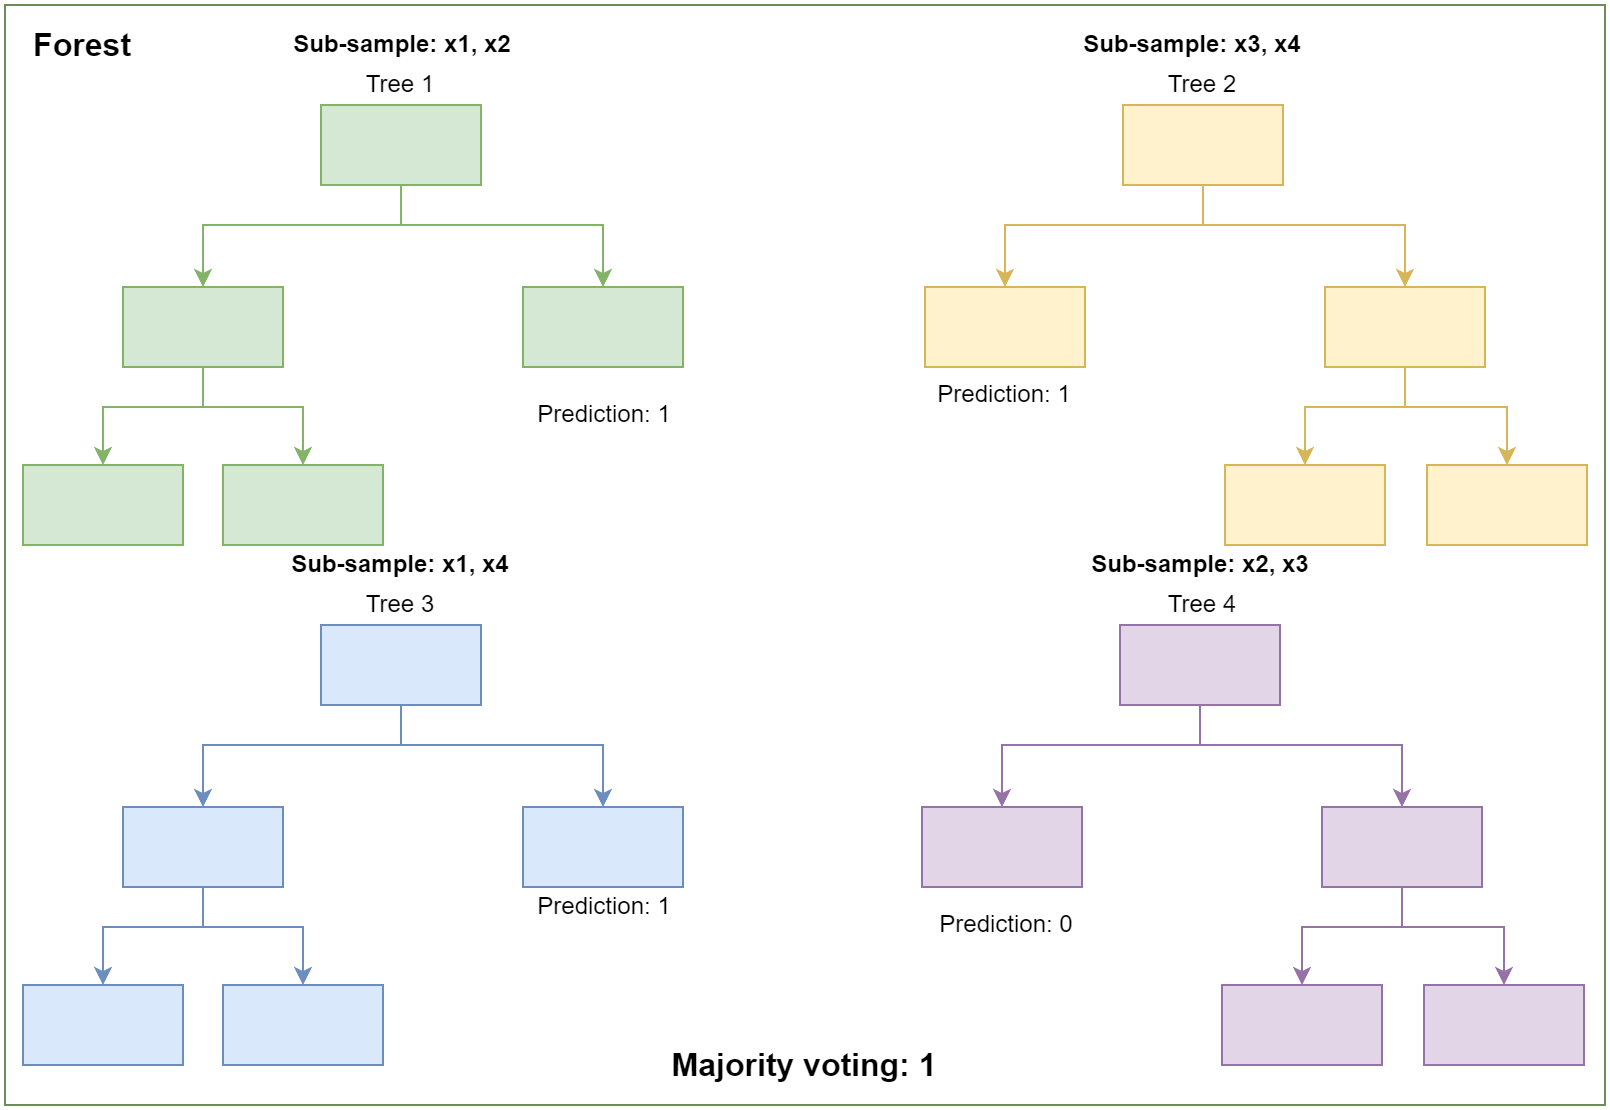 Forest
Sub-sample: x1, x2
Sub-sample: x3, x4
Tree 1
Tree 2
Prediction: 1
Prediction: 1
Sub-sample: x1, x4
Sub-sample: x2, x3
Tree 3
Tree 4
Prediction: 1
Prediction: 0
Majority voting: 1